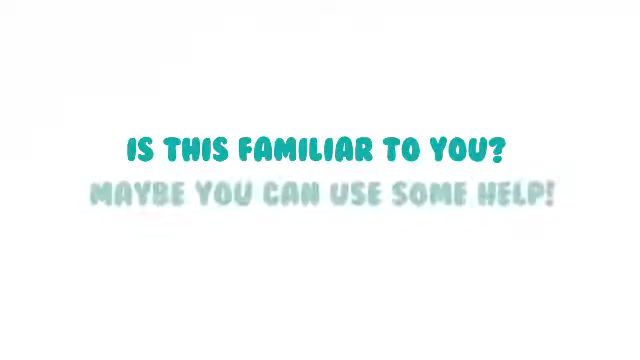 IS THIS FAMILIAR TO YOU?
MAYBE YOU CAN USE SOME HELP!